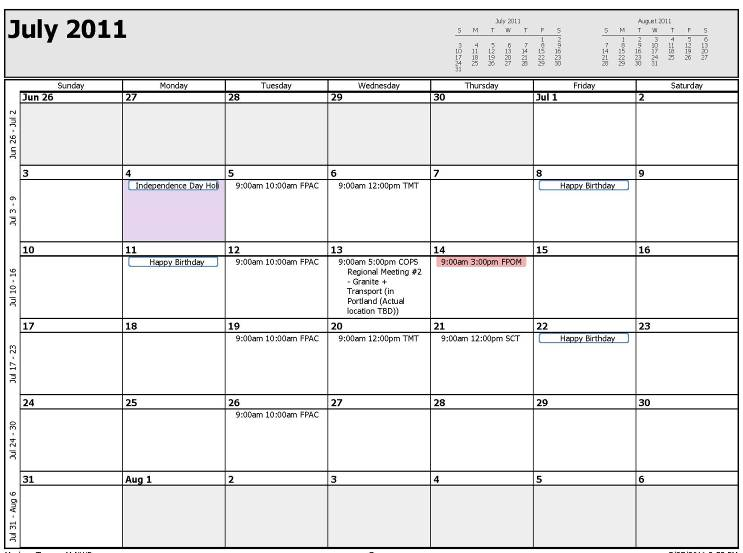 July 2011
July 2011
S M T W T F S
1 2
3 4 5 6 7 8 9
10 11 12 13 14 15 16
17 18 19 20 21 22 23
24 25 26 27 28 29 30
31
August 2011
S M T W T F S
1 2 3 4 5 6
7 8 9 10 11 12 13
14 15 16 17 18 19 20
21 22 23 24 25 26 27
28 29 30 31
Sunday Monday Tuesday Wednesday Thursday Friday Saturday
Jun 26 - Jul 2
Jun 26 27 28 29 30 Jul 1 2
Jul 3 - 9
3 4 5 6 7 8 9
Independence Day Holi
9:00am 10:00am FPAC
9:00am 12:00pm TMT
Happy Birthday
Jul 10 - 16
10 11 12 13 14 15 16
Happy Birthday
9:00am 10:00am FPAC
9:00am 5:00pm COPS
Regional Meeting #2
- Granite +
Transport (in
Portland (Actual
location TBD))
9:00am 3:00pm FPOM
Jul 17 - 23
17 18 19 20 21 22 23
9:00am 10:00am FPAC
9:00am 12:00pm TMT
9:00am 12:00pm SCT
Happy Birthday
Jul 24 - 30
24 25 26 27 28 29 30
9:00am 10:00am FPAC
Jul 31 - Aug 6
31 Aug 1 2 3 4 5 6